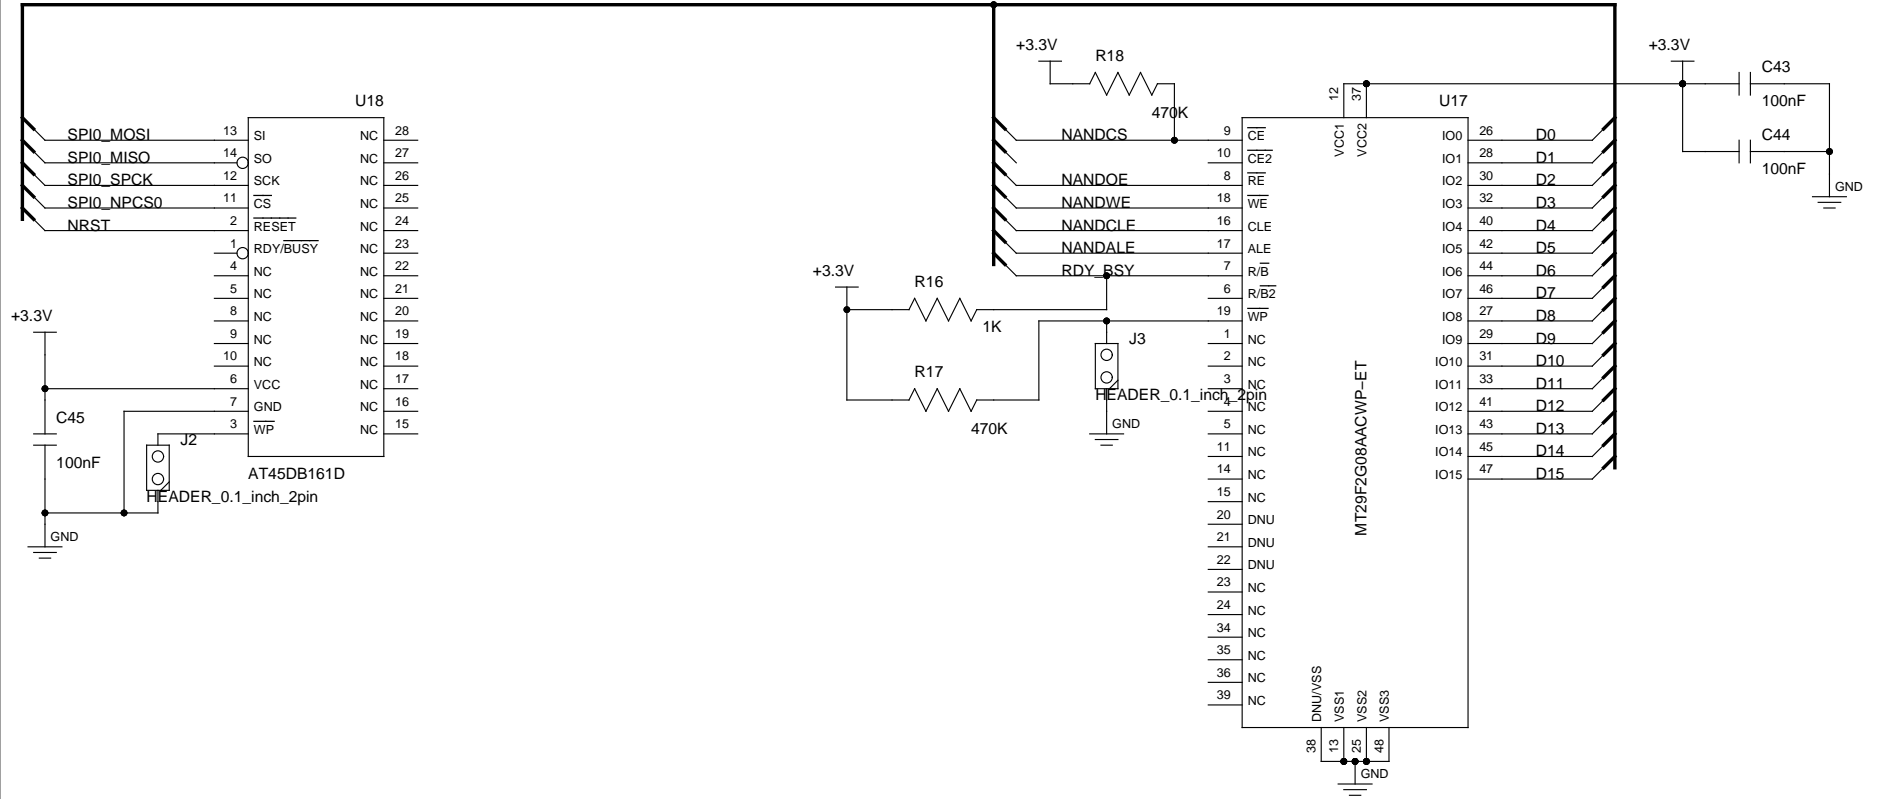 +3.3V
R18
470K
+3.3V
C43
100nF
C44
100nF
GND
U18
SPI0_MOSI 13 SI NC 28
SPI0_MISO 14 SO NC 27
SPI0_SPCK 12 SCK NC 26
SPI0_NPCS0 11 CS NC 25
NRST 2 RESET NC 24
1 RDY/BUSY NC 23
4 NC NC 22
5 NC NC 21
8 NC NC 20
9 NC NC 19
10 NC NC 18
6 VCC NC 17
7 GND NC 16
3 WP NC 15
AT45DB161D
+3.3V
C45
100nF
GND
J2
HEADER_0.1_inch_2pin
U17
12 37
VCC1 VCC2
NANDCS 9 CE IO0 26 D0
10 CE2 IO1 28 D1
NANDOE 8 RE IO2 30 D2
NANDWE 18 WE IO3 32 D3
NANDCLE 16 CLE IO4 40 D4
NANDALE 17 ALE IO5 42 D5
RDY_BSY 7 R/B IO6 44 D6
6 R/B2 IO7 46 D7
19 WP IO8 27 D8
1 NC IO9 29 D9
2 NC IO10 31 D10
3 NC IO11 33 D11
4 NC IO12 41 D12
5 NC IO13 43 D13
11 NC IO14 45 D14
14 NC IO15 47 D15
15 NC
20 DNU
21 DNU
22 DNU
23 NC
24 NC
34 NC
35 NC
36 NC
39 NC
MT29F2G08AACWP-ET
DNU/VSS VSS1 VSS2 VSS3
38 13 25 48
GND
+3.3V
R16
1K
R17
470K
J3
HEADER_0.1_inch_2pin
GND